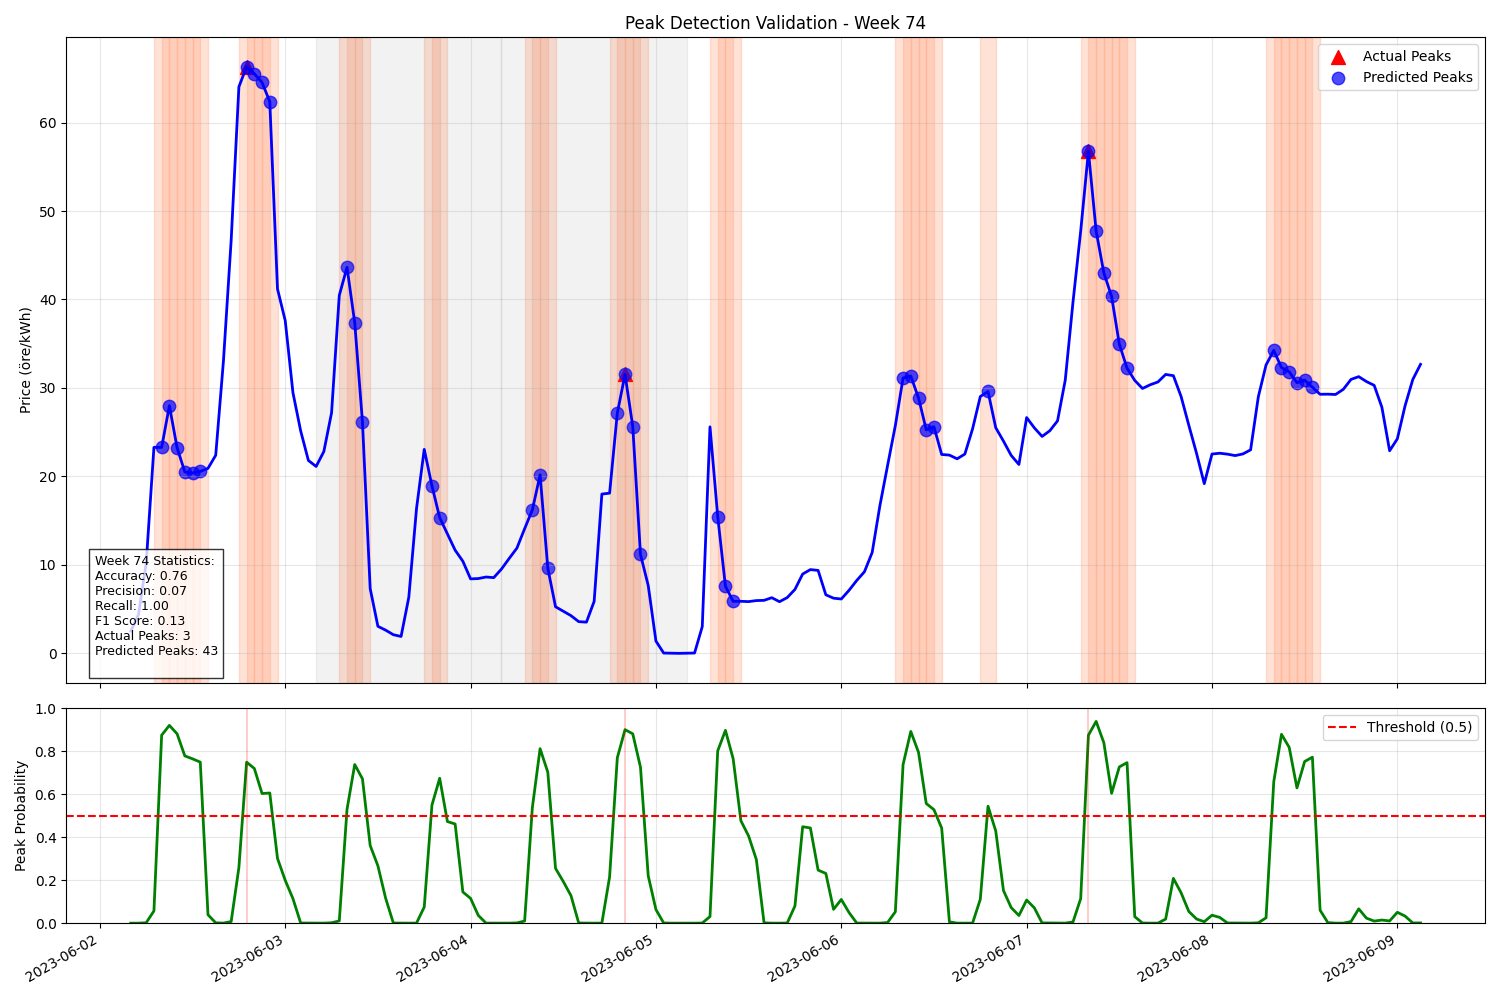 Peak Detection Validation - Week 74
Price (öre/kWh)
60
50
40
30
20
10
0
Actual Peaks
Predicted Peaks
Week 74 Statistics:
Accuracy: 0.76
Precision: 0.07
Recall: 1.00
F1 Score: 0.13
Actual Peaks: 3
Predicted Peaks: 43
Peak Probability
1.0
0.8
0.6
0.4
0.2
0.0
Threshold (0.5)
2023-06-02
2023-06-03
2023-06-04
2023-06-05
2023-06-06
2023-06-07
2023-06-08
2023-06-09